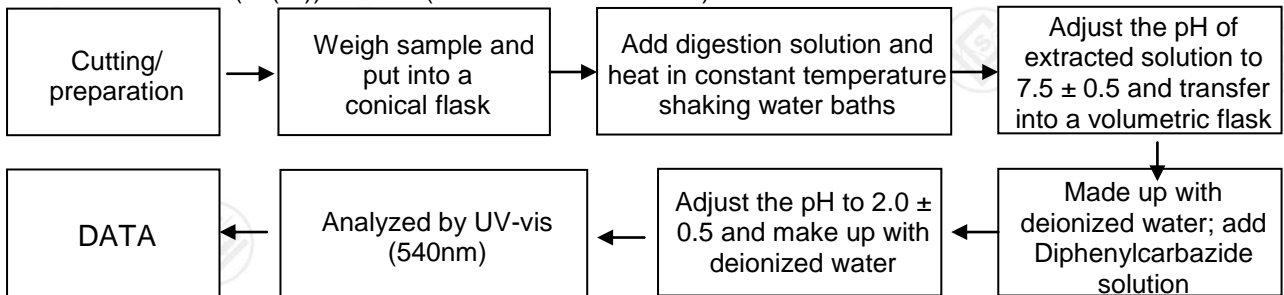 Cutting/
preparation
Weigh sample and
put into a
conical flask
Add digestion solution and
heat in constant temperature
shaking water baths
Adjust the pH of
extracted solution to
7.5 ± 0.5 and transfer
into a volumetric flask
Made up with
deionized water; add
Diphenylcarbazide
solution
Adjust the pH to 2.0 ±
0.5 and make up with
deionized water
Analyzed by UV-vis
(540nm)
DATA